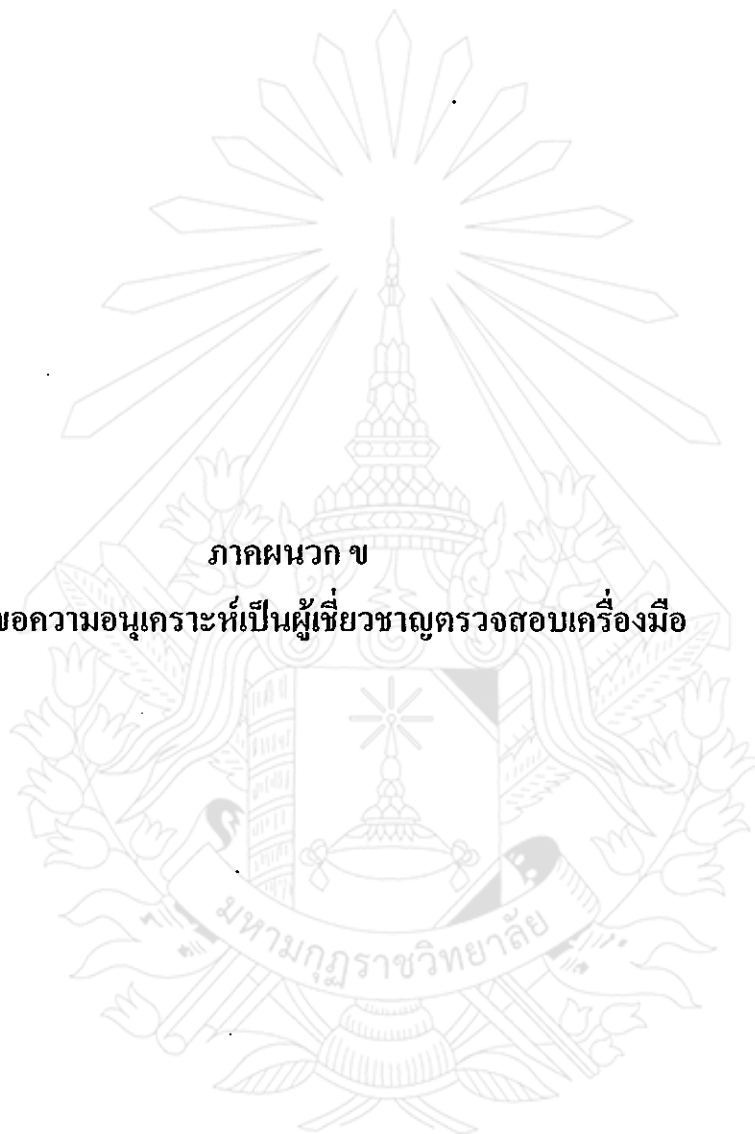 ภาคผนวก ข
ขอความอนุเคราะห์เป็นผู้เชี่ยวชาญตรวจสอบเครื่องมือ
มหามกุฏราชวิทยาลัย